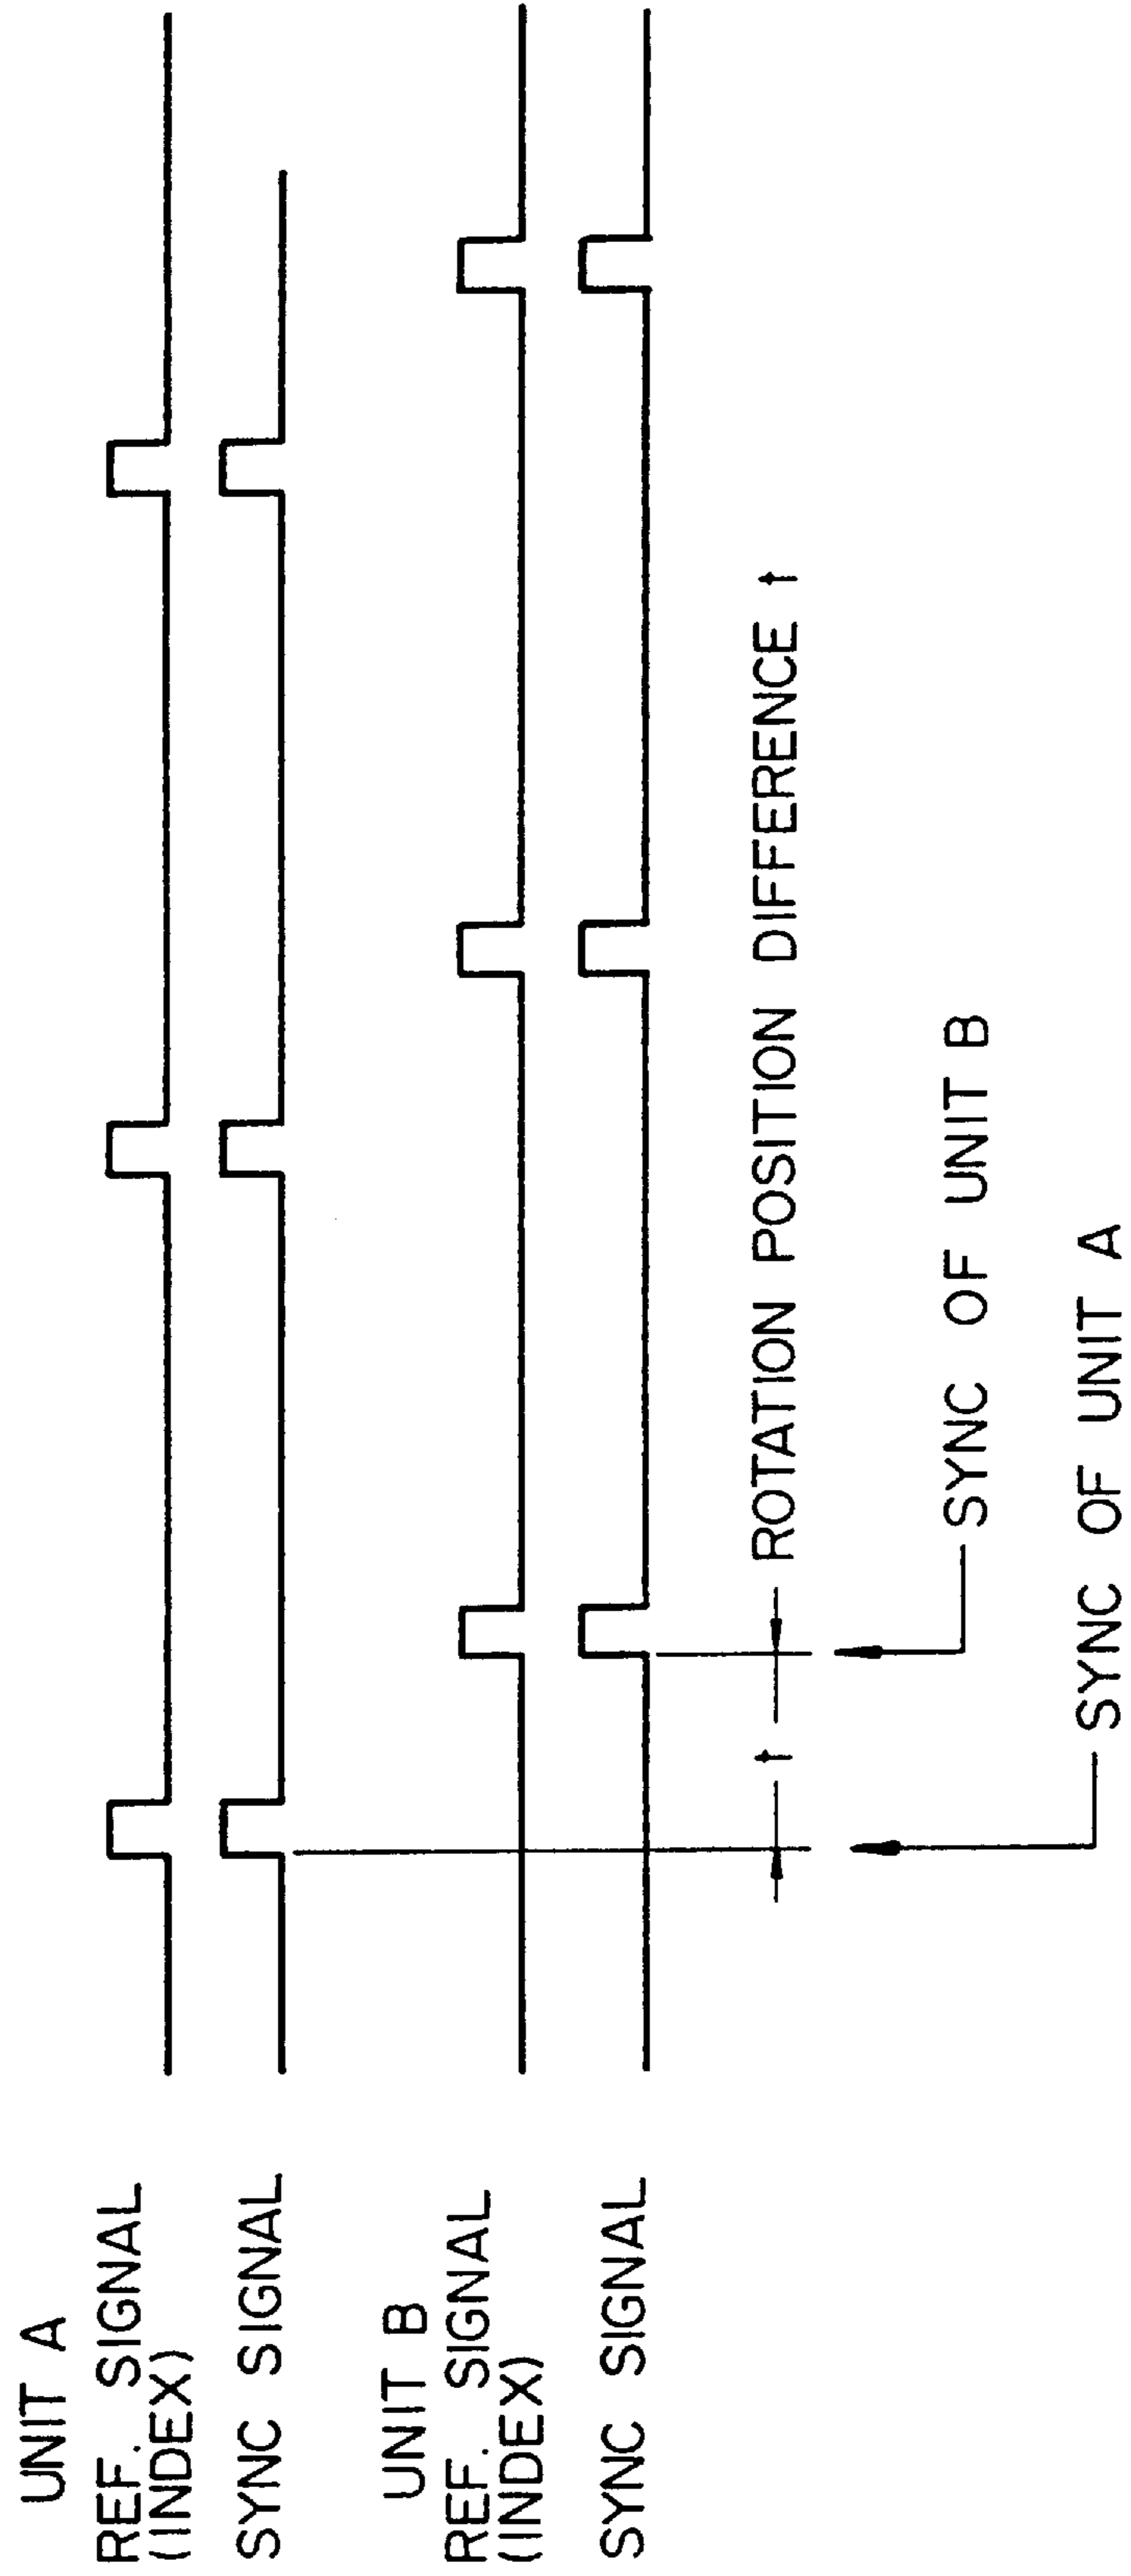 UNIT A
REF. SIGNAL
(INDEX)
SYNC SIGNAL
UNIT B
REF. SIGNAL
(INDEX)
SYNC SIGNAL
t
ROTATION POSITION DIFFERENCE t
SYNC OF UNIT B
SYNC OF UNIT A